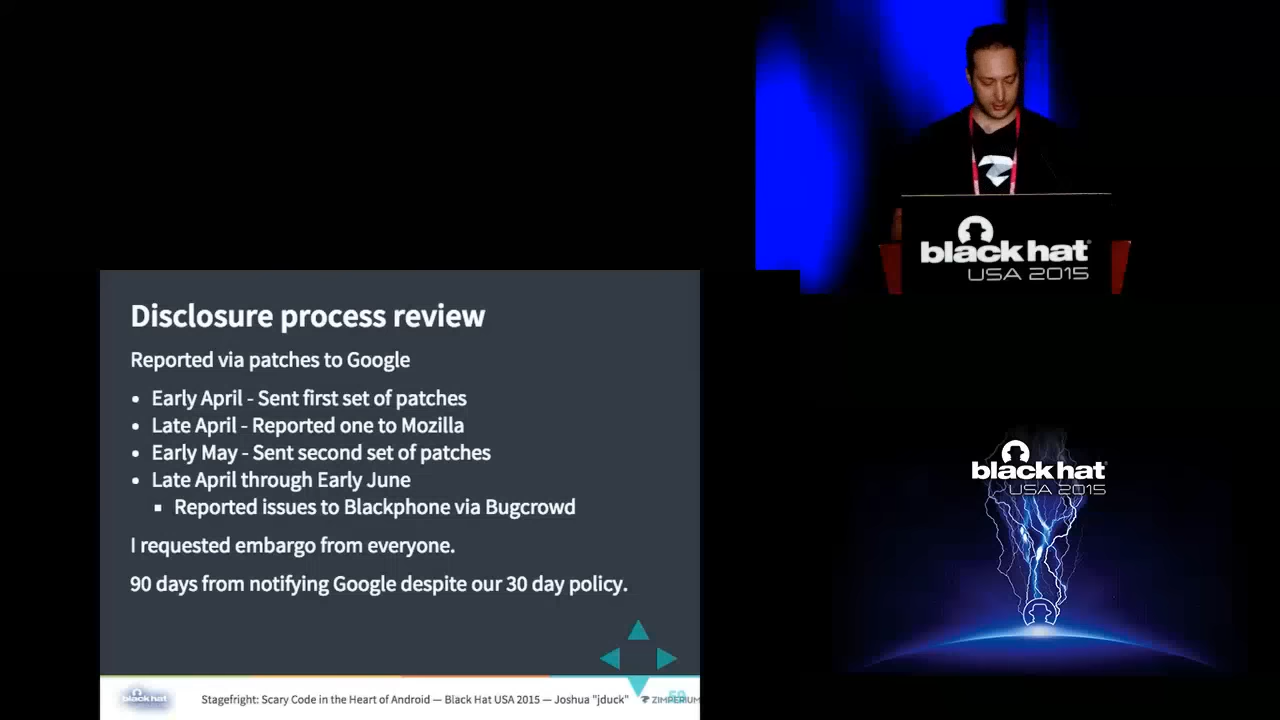 black hat
USA 2015
Disclosure process review
Reported via patches to Google
• Early April - Sent first set of patches
• Late April - Reported one to Mozilla
• Early May - Sent second set of patches
• Late April through Early June
▪ Reported issues to Blackphone via Bugcrowd
I requested embargo from everyone.
90 days from notifying Google despite our 30 day policy.
black hat
USA 2015
black hat
Stagefright: Scary Code in the Heart of Android — Black Hat USA 2015 — Joshua "jduck"
ZIMPERIUM